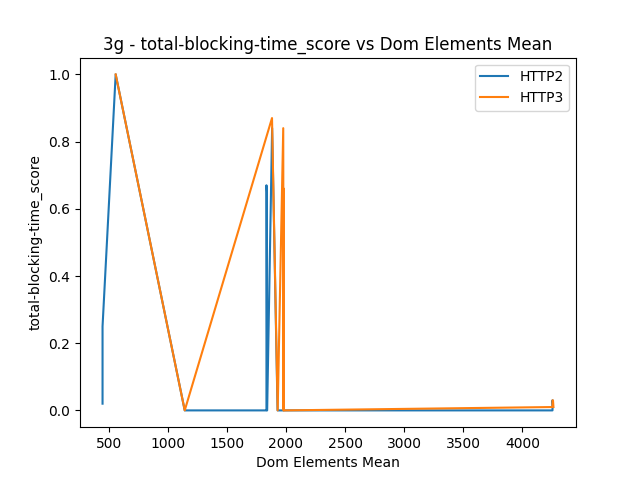 3g - total-blocking-time_score vs Dom Elements Mean
HTTP2
HTTP3
1.0
0.8
0.6
0.4
0.2
0.0
total-blocking-time_score
500 1000 1500 2000 2500 3000 3500 4000
Dom Elements Mean